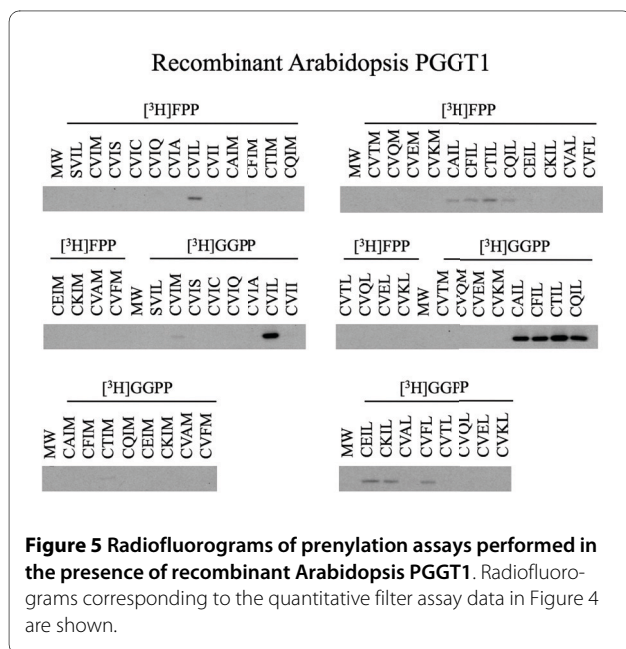 Recombinant Arabidopsis PGGT1
[³H]FPP
MW SVIL CVIM CVIS CVIC CVIQ CVIA CVIL CVII CAIM CFIM CTIM CQIM
[³H]FPP
MW CVTM CVQM CVEM CVKM CAIL CFIL CTIL CQIL CEIL CKIL CVAL CVFL
[³H]FPP [³H]GGPP
CEIM CKIM CVAM CVFM MW SVIL CVIM CVIS CVIC CVIQ CVIA CVIL CVII
[³H]FPP [³H]GGPP
CVTL CVQL CVEL CVKL MW CVTM CVQM CVEM CVKM CAIL CFIL CTIL CQIL
[³H]GGPP
MW CAIM CFIM CTIM CQIM CEIM CKIM CVAM CVFM
[³H]GGPP
MW CEIL CKIL CVAL CVFL CVTL CVQL CVEL CVKL
Figure 5 Radiofluorograms of prenylation assays performed in
the presence of recombinant Arabidopsis PGGT1. Radiofluoro-
grams corresponding to the quantitative filter assay data in Figure 4
are shown.